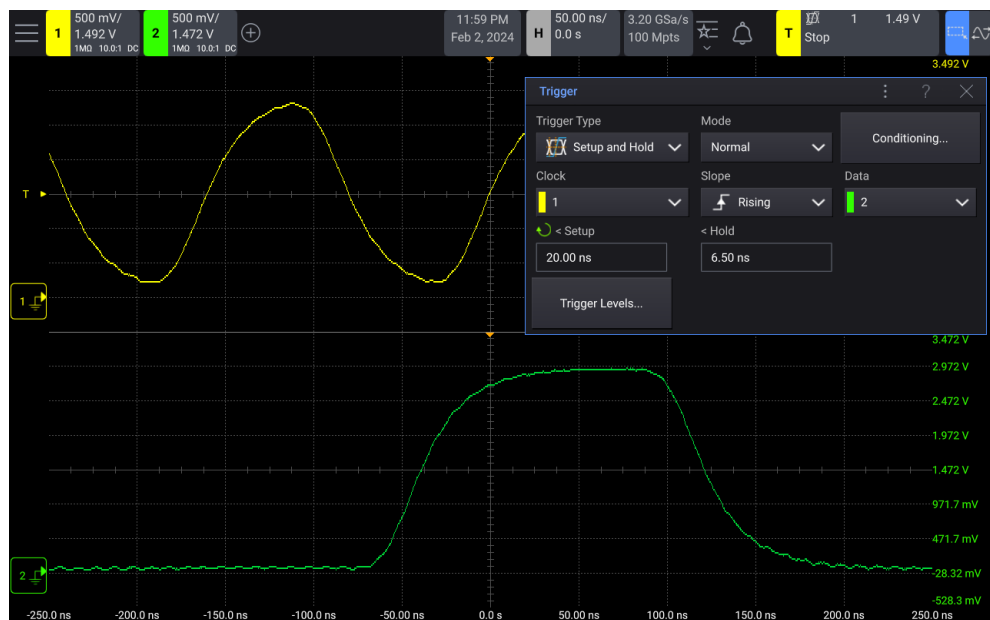 1
500 mV/
1.492 V
1MΩ 10.0:1 DC
2
500 mV/
1.472 V
1MΩ 10.0:1 DC
11:59 PM
Feb 2, 2024
H
50.00 ns/
0.0 s
3.20 GSa/s
100 Mpts
T
1
1.49 V
Stop
3.492 V
Trigger
?
Trigger Type
Mode
Setup and Hold
Normal
Conditioning...
Clock
Slope
Data
1
Rising
2
< Setup
< Hold
20.00 ns
6.50 ns
Trigger Levels...
T
1
3.472 V
2.972 V
2.472 V
1.972 V
1.472 V
971.7 mV
471.7 mV
2
-28.32 mV
-528.3 mV
-250.0 ns
-200.0 ns
-150.0 ns
-100.0 ns
-50.00 ns
0.0 s
50.00 ns
100.0 ns
150.0 ns
200.0 ns
250.0 ns